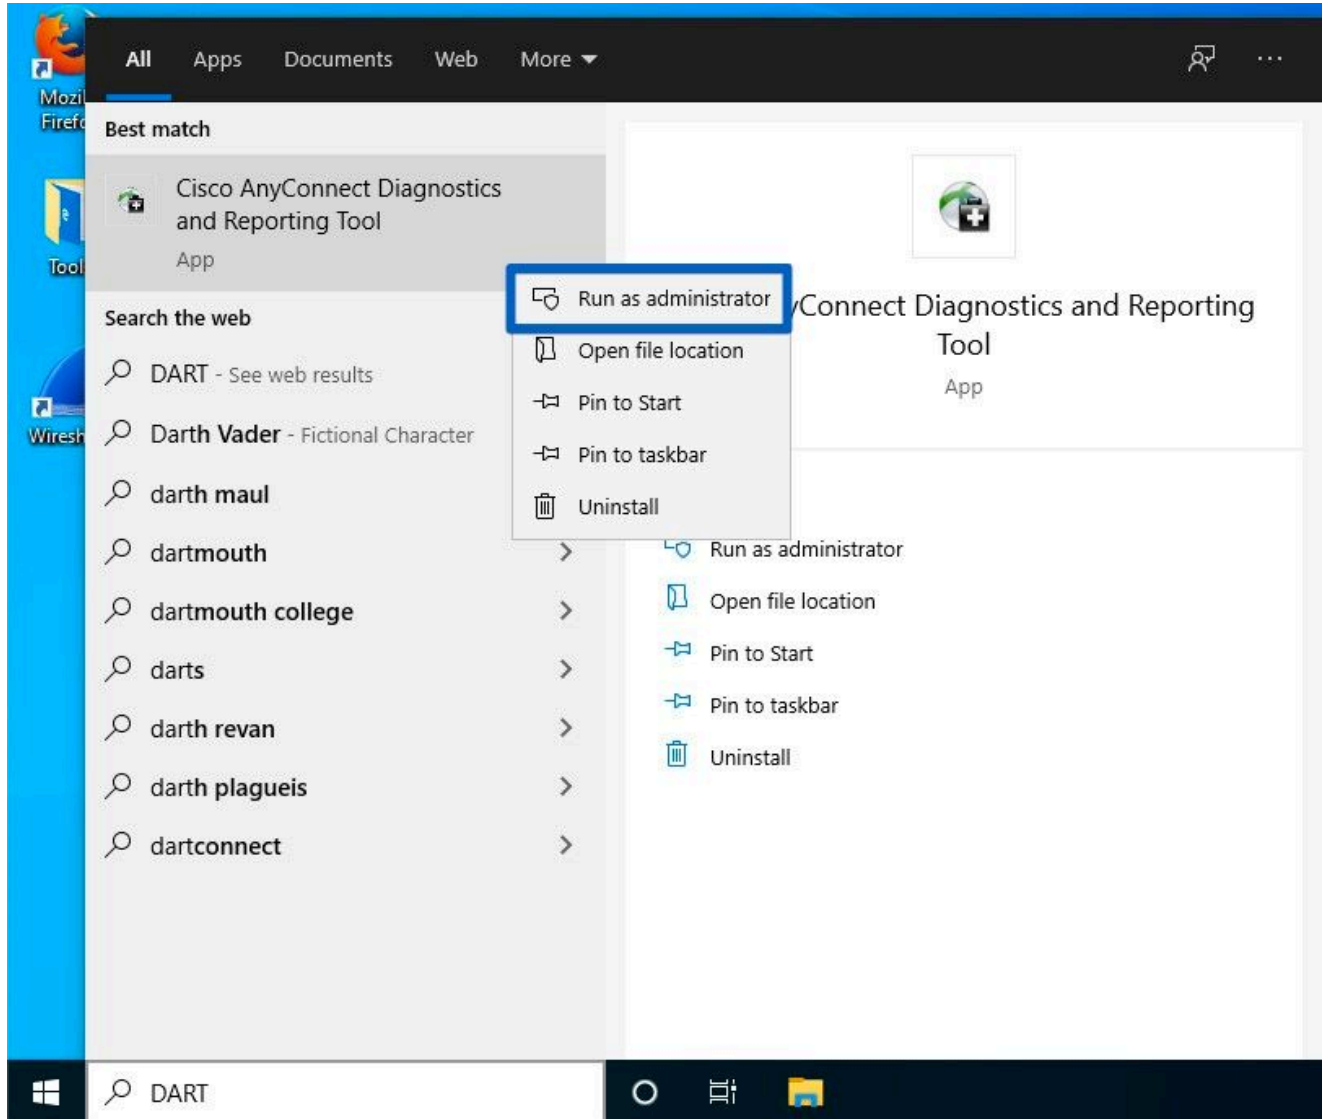 Mozil
Firefo
Tool
Wiresh
All Apps Documents Web More
Best match
Cisco AnyConnect Diagnostics
and Reporting Tool
App
Search the web
DART - See web results
Darth Vader - Fictional Character
darth maul
dartmouth
dartmouth college
darts
darth revan
darth plagueis
dartconnect
Run as administrator
Open file location
Pin to Start
Pin to taskbar
Uninstall
yConnect Diagnostics and Reporting
Tool
App
Run as administrator
Open file location
Pin to Start
Pin to taskbar
Uninstall
DART